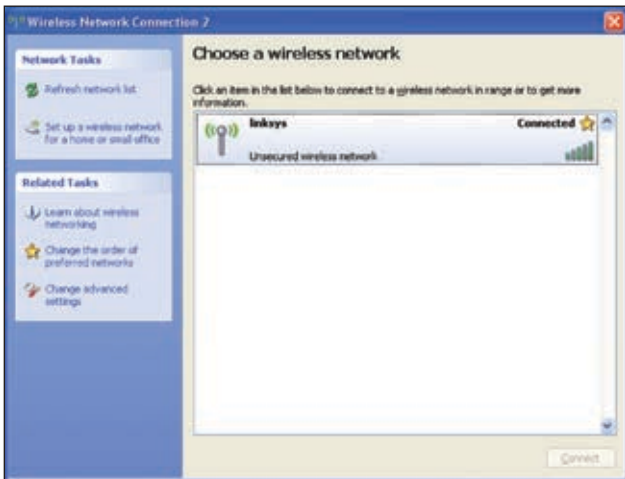 Wireless Network Connection 2
Network Tasks
Refresh network list
Set up a wireless network
for a home or small office
Related Tasks
Learn about wireless
networking
Change the order of
preferred networks
Change advanced
settings
Choose a wireless network
Click an item in the list below to connect to a wireless network in range or to get more
information.
linksys Connected
Unsecured wireless network
Connect